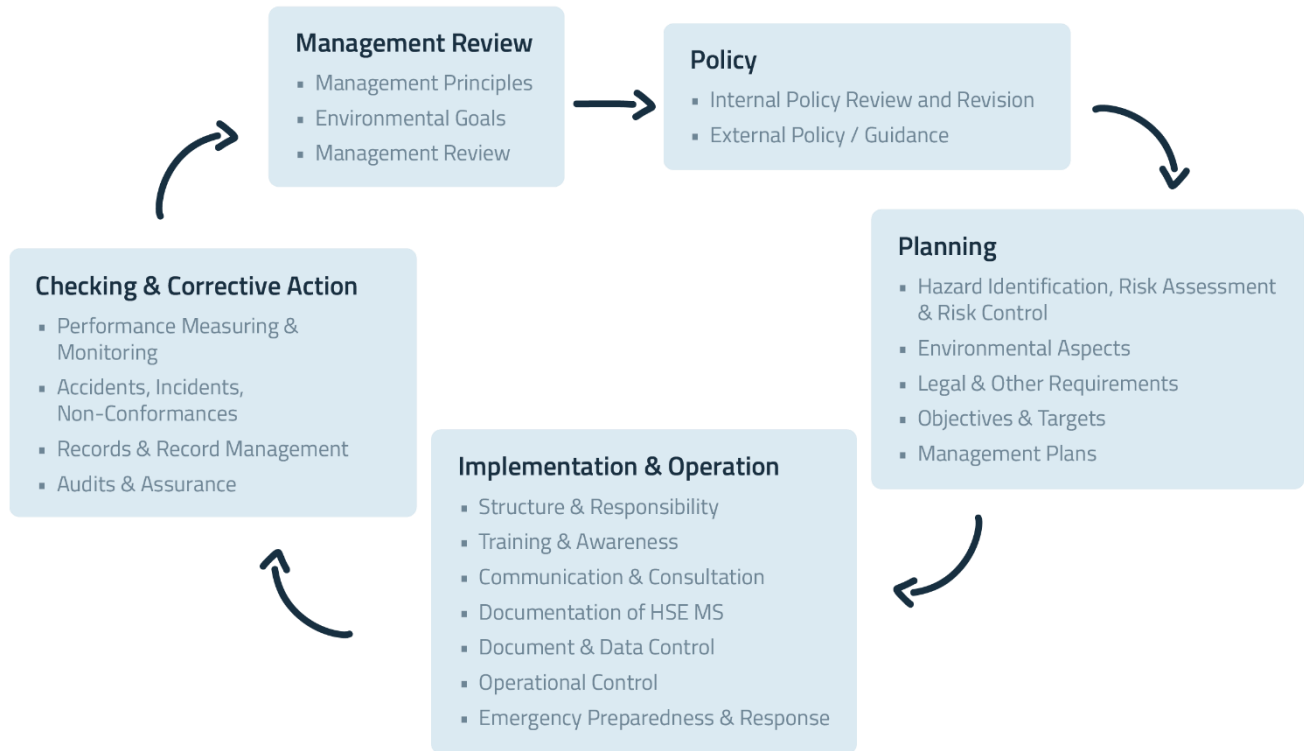 Management Review
▪ Management Principles
▪ Environmental Goals
▪ Management Review
Policy
▪ Internal Policy Review and Revision
▪ External Policy / Guidance
Planning
▪ Hazard Identification, Risk Assessment
& Risk Control
▪ Environmental Aspects
▪ Legal & Other Requirements
▪ Objectives & Targets
▪ Management Plans
Implementation & Operation
▪ Structure & Responsibility
▪ Training & Awareness
▪ Communication & Consultation
▪ Documentation of HSE MS
▪ Document & Data Control
▪ Operational Control
▪ Emergency Preparedness & Response
Checking & Corrective Action
▪ Performance Measuring &
Monitoring
▪ Accidents, Incidents,
Non-Conformances
▪ Records & Record Management
▪ Audits & Assurance